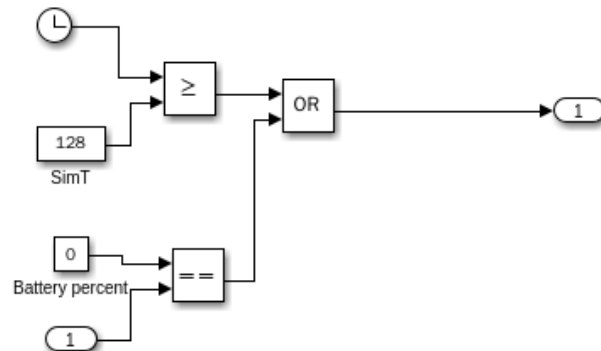 ≥
OR
1
128
SimT
0
==
Battery percent
1